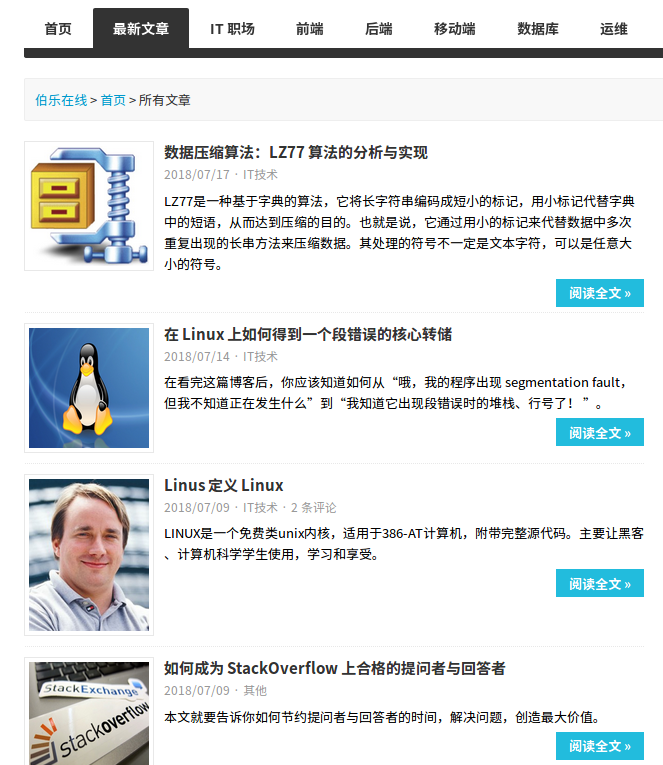 首页 最新文章 IT 职场 前端 后端 移动端 数据库 运维
伯乐在线 > 首页 > 所有文章
数据压缩算法：LZ77 算法的分析与实现
2018/07/17 · IT技术
LZ77是一种基于字典的算法，它将长字符串编码成短小的标记，用小标记代替字典
中的短语，从而达到压缩的目的。也就是说，它通过用小的标记来代替数据中多次
重复出现的长串方法来压缩数据。其处理的符号不一定是文本字符，可以是任意大
小的符号。
阅读全文 »
在 Linux 上如何得到一个段错误的核心转储
2018/07/14 · IT技术
在看完这篇博客后，你应该知道如何从“哦，我的程序出现 segmentation fault，
但我不知道正在发生什么”到“我知道它出现段错误时的堆栈、行号了！ ”。
阅读全文 »
Linus 定义 Linux
2018/07/09 · IT技术 · 2 条评论
LINUX是一个免费类unix内核，适用于386-AT计算机，附带完整源代码。主要让黑客
、计算机科学学生使用，学习和享受。
阅读全文 »
如何成为 StackOverflow 上合格的提问者与回答者
2018/07/09 · 其他
StackExchange
stackoverflow
本文就要告诉你如何节约提问者与回答者的时间，解决问题，创造最大价值。
阅读全文 »